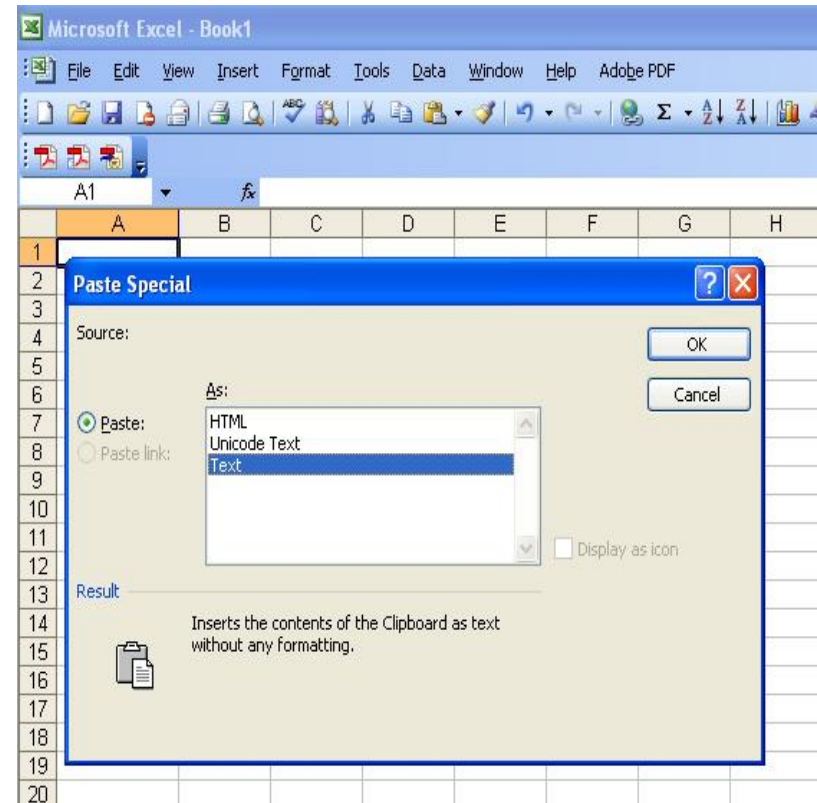 Microsoft Excel - Book1
File Edit View Insert Format Tools Data Window Help Adobe PDF
ABC Σ A Z Z A
A1 fx
A B C D E F G H
1
2
Paste Special ?
3
4
Source:
OK
5
6
As:
Cancel
7
Paste:
HTML
8
Paste link:
Unicode Text
Text
9
10
11
Display as icon
12
13
Result
14
Inserts the contents of the Clipboard as text
15
without any formatting.
16
17
18
19
20